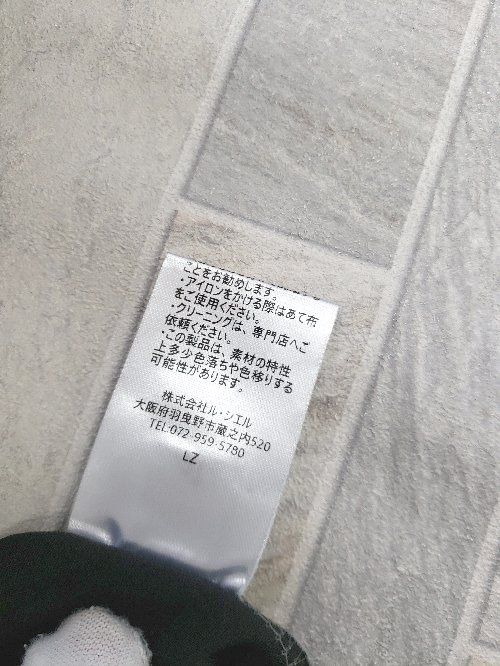 ことをお勧めします。
・アイロンをかける際はあて布
をご使用ください。
・クリーニングは、専門店へご
依頼ください。
・この製品は、素材の特性
上多少色落ちや色移りする
可能性があります。
株式会社ル・シエル
大阪府羽曳野市蔵之内520
TEL:072-959-5780
LZ